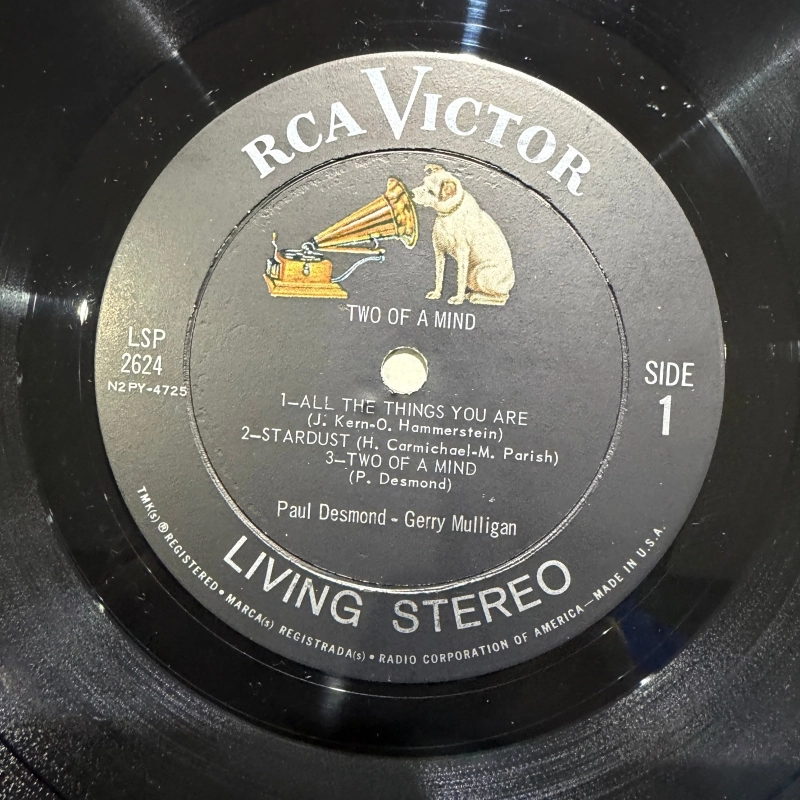 RCA VICTOR
TWO OF A MIND
LSP
2624
N2PY-4725
SIDE
1
1—ALL THE THINGS YOU ARE
(J. Kern-O. Hammerstein)
2—STARDUST (H. Carmichael-M. Parish)
3—TWO OF A MIND
(P. Desmond)
Paul Desmond - Gerry Mulligan
LIVING STEREO
TMK(s) ® REGISTERED • MARCA(s) REGISTRADA(s) • RADIO CORPORATION OF AMERICA—MADE IN U.S.A.